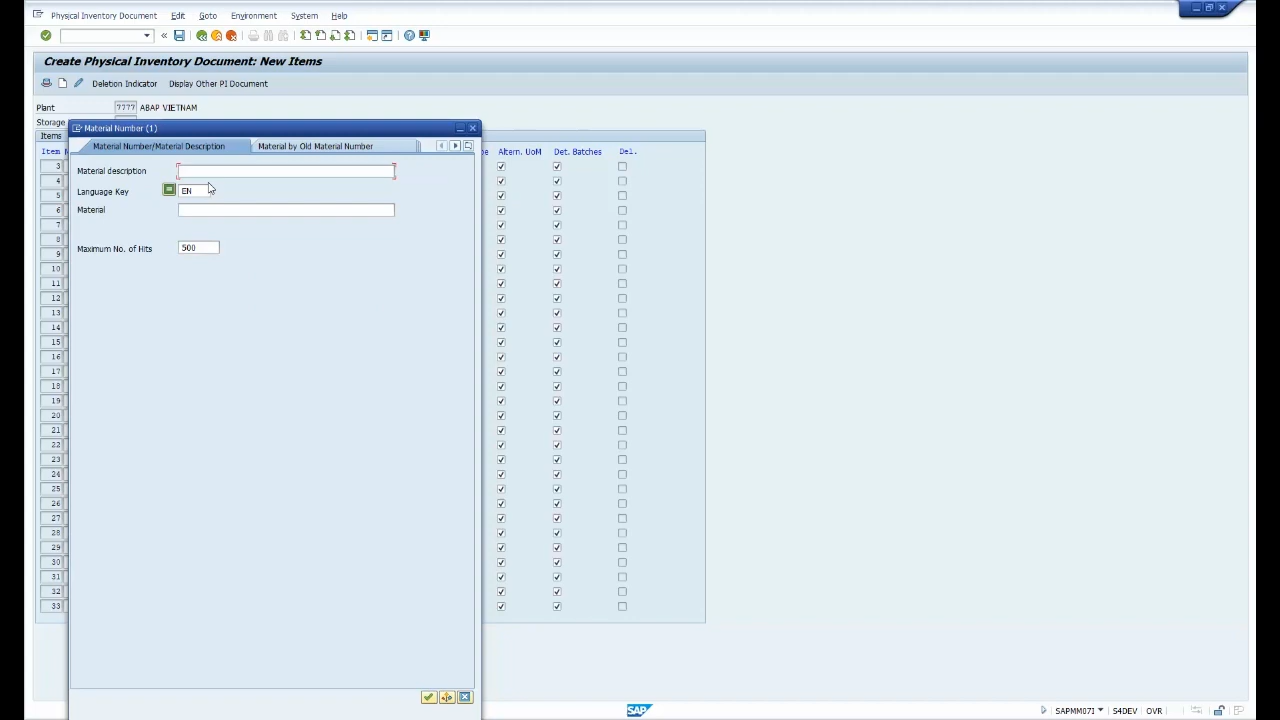 Physical Inventory Document Edit Goto Environment System Help
Create Physical Inventory Document: New Items
Deletion Indicator Display Other PI Document
Plant 7777 ABAP VIETNAM
Storage
Material Number (1)
Items
Material Number/Material Description Material by Old Material Number
Item Altern. UoM Det. Batches Del.
Material description
Language Key = EN
Material
Maximum No. of Hits 500
3
4
5
6
7
8
9
10
11
12
13
14
15
16
17
18
19
20
21
22
23
24
25
26
27
28
29
30
31
32
33
SAP SAPMM07I S4DEV OVR